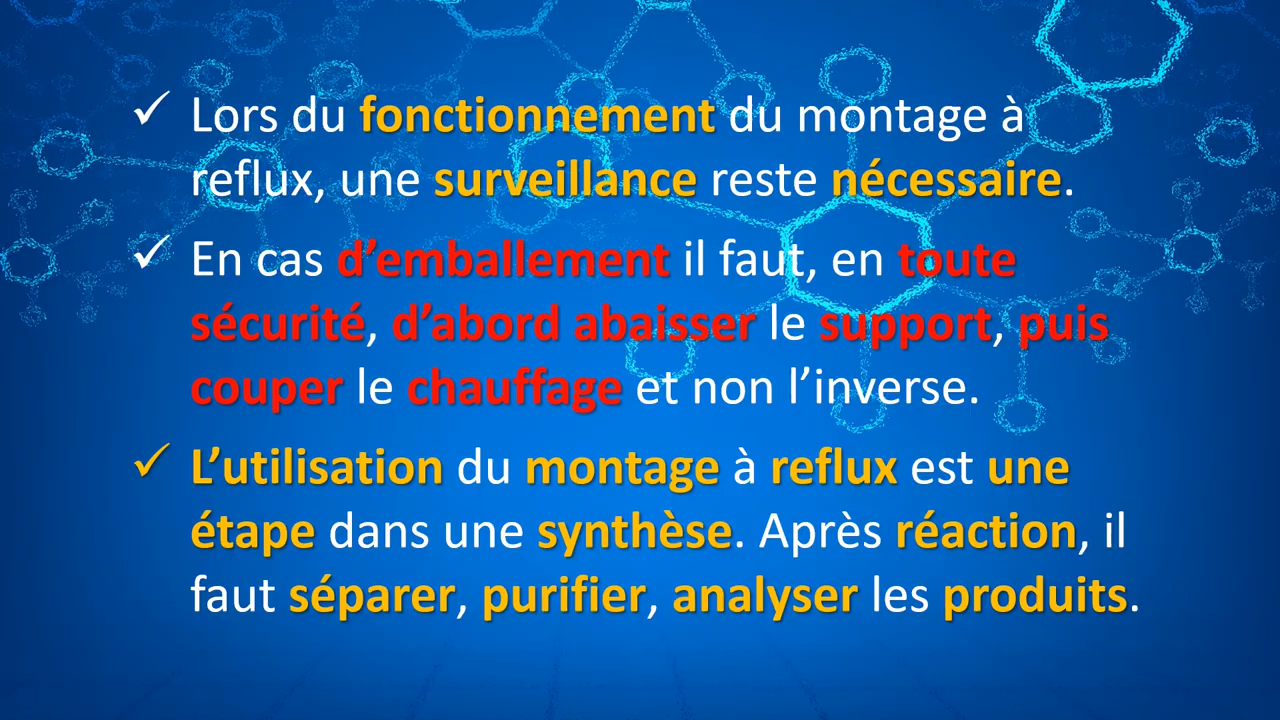 ✓ Lors du fonctionnement du montage à
reflux, une surveillance reste nécessaire.
✓ En cas d’emballement il faut, en toute
sécurité, d’abord abaisser le support, puis
couper le chauffage et non l’inverse.
✓ L’utilisation du montage à reflux est une
étape dans une synthèse. Après réaction, il
faut séparer, purifier, analyser les produits.